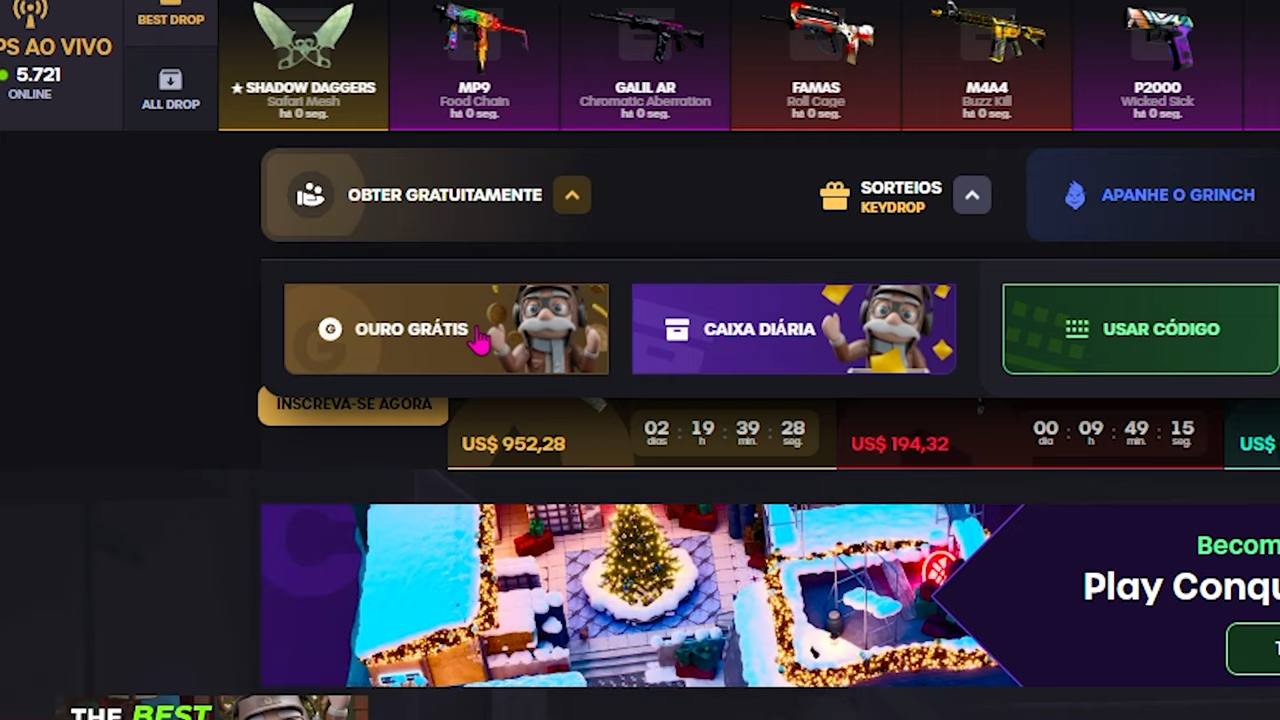 BEST DROP
PS AO VIVO
5.721
ONLINE
ALL DROP
★ SHADOW DAGGERS
Safari Mesh
há 0 seg.
MP9
Food Chain
há 0 seg.
GALIL AR
Chromatic Aberration
há 0 seg.
FAMAS
Roll Cage
há 0 seg.
M4A4
Buzz Kill
há 0 seg.
P2000
Wicked Sick
há 0 seg.
OBTER GRATUITAMENTE
SORTEIOS
KEYDROP
APANHE O GRINCH
OURO GRÁTIS
CAIXA DIÁRIA
USAR CÓDIGO
INSCREVA-SE AGORA
US$ 952,28
02 : 19 : 39 : 28
dias h min. seg.
US$ 194,32
00 : 09 : 49 : 15
dia h min. seg.
US$
Becom
Play Conqu
THE BEST